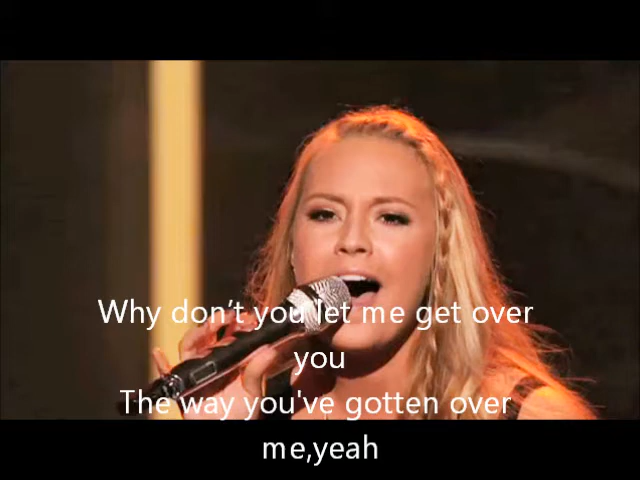 Why don’t you let me get over
you
The way you've gotten over
me,yeah